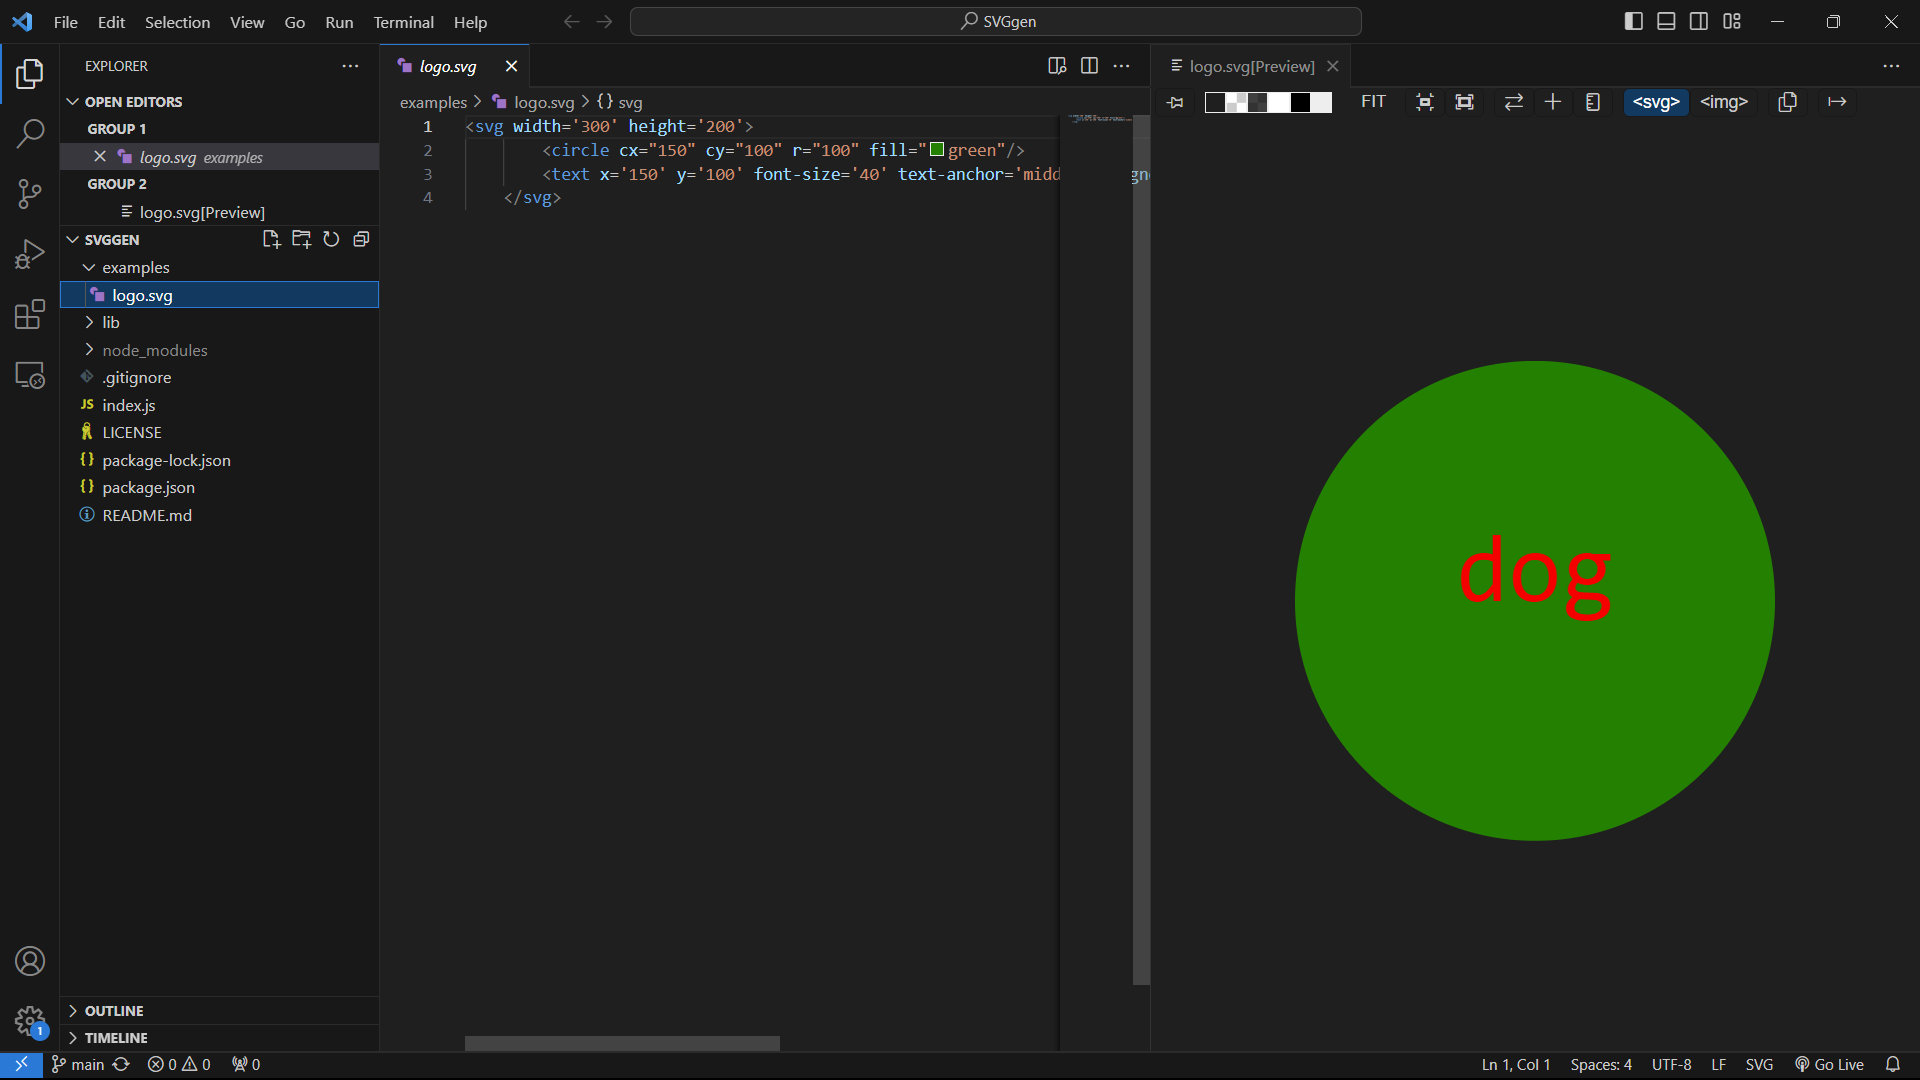 File Edit Selection View Go Run Terminal Help
SVGgen
EXPLORER
OPEN EDITORS
GROUP 1
logo.svg examples
GROUP 2
logo.svg[Preview]
SVGGEN
examples
logo.svg
lib
node_modules
.gitignore
JS index.js
LICENSE
{} package-lock.json
{} package.json
README.md
OUTLINE
TIMELINE
logo.svg
examples > logo.svg > {} svg
1 <svg width='300' height='200'>
2 <circle cx="150" cy="100" r="100" fill="green"/>
3 <text x='150' y='100' font-size='40' text-anchor='midd
4 </svg>
logo.svg[Preview]
FIT <svg> <img>
dog
1
main 0 0 0
Ln 1, Col 1 Spaces: 4 UTF-8 LF SVG Go Live